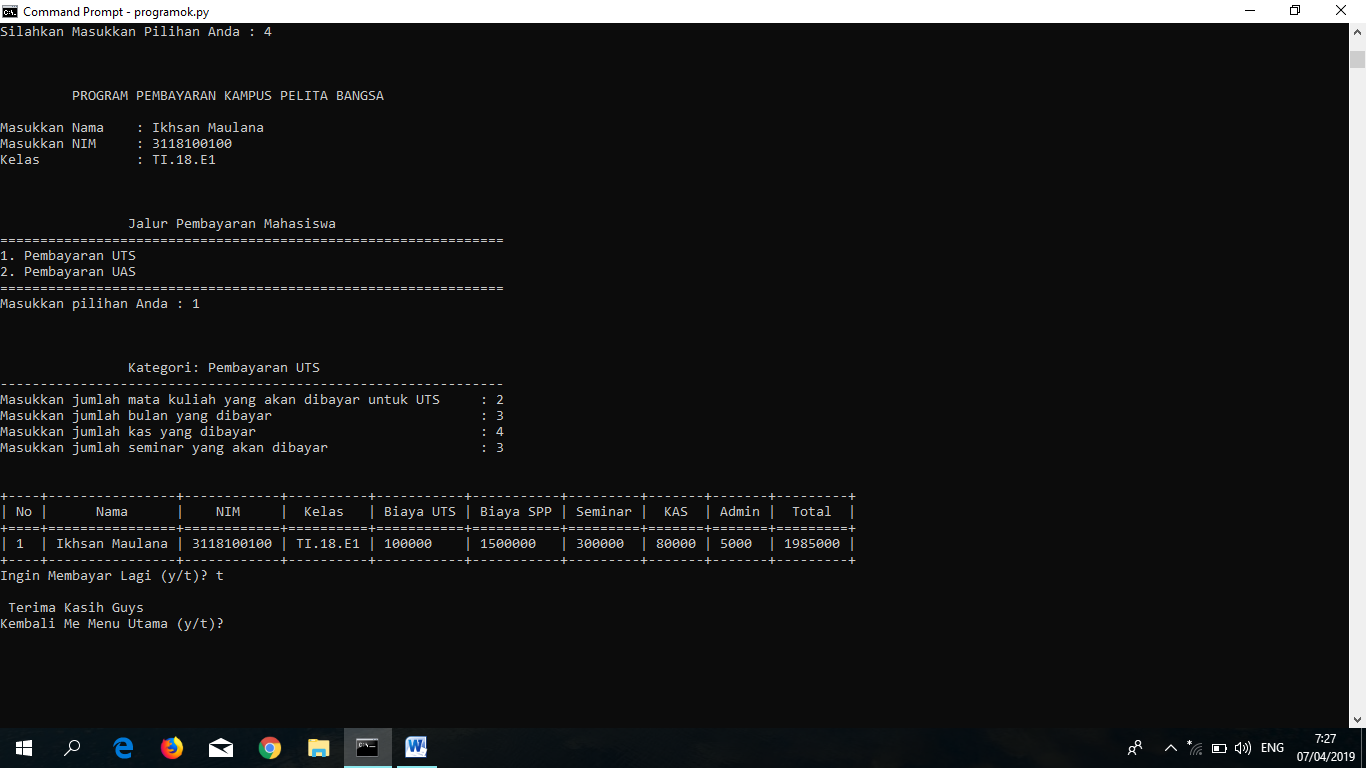 Command Prompt - programok.py
Silahkan Masukkan Pilihan Anda : 4
PROGRAM PEMBAYARAN KAMPUS PELITA BANGSA
Masukkan Nama    : Ikhsan Maulana
Masukkan NIM     : 3118100100
Kelas            : TI.18.E1
Jalur Pembayaran Mahasiswa
===============================================================
1. Pembayaran UTS
2. Pembayaran UAS
===============================================================
Masukkan pilihan Anda : 1
Kategori: Pembayaran UTS
---------------------------------------------------------------
Masukkan jumlah mata kuliah yang akan dibayar untuk UTS     : 2
Masukkan jumlah bulan yang dibayar                          : 3
Masukkan jumlah kas yang dibayar                            : 4
Masukkan jumlah seminar yang akan dibayar                   : 3
+----+----------------+------------+----------+-----------+-----------+---------+-------+-------+---------+
| No |      Nama      |    NIM     |  Kelas   | Biaya UTS | Biaya SPP | Seminar |  KAS  | Admin |  Total  |
+====+================+============+==========+===========+===========+=========+=======+=======+=========+
| 1  | Ikhsan Maulana | 3118100100 | TI.18.E1 | 100000    | 1500000   | 300000  | 80000 | 5000  | 1985000 |
+----+----------------+------------+----------+-----------+-----------+---------+-------+-------+---------+
Ingin Membayar Lagi (y/t)? t
Terima Kasih Guys
Kembali Me Menu Utama (y/t)?
ENG
7:27
07/04/2019